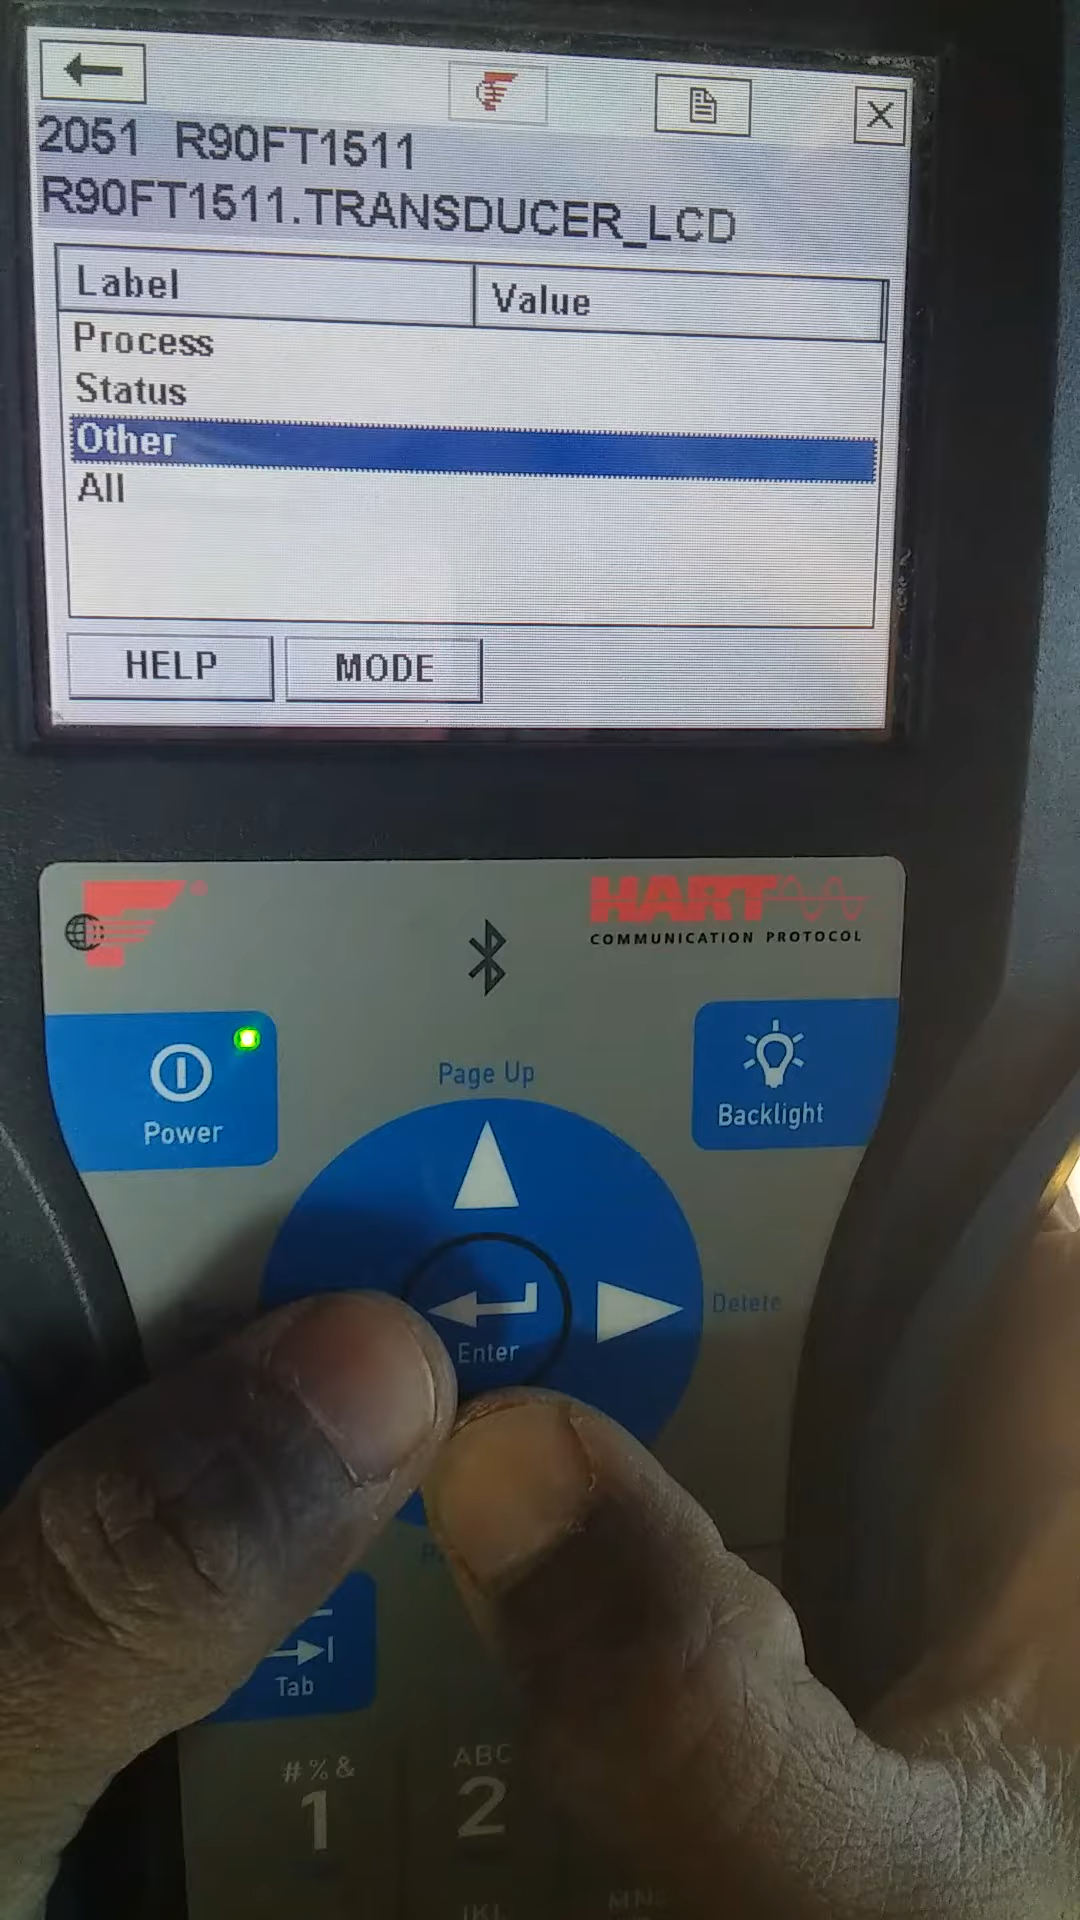 2051 R90FT1511
R90FT1511.TRANSDUCER_LCD
Label Value
Process
Status
Other
All
HELP MODE
HART
COMMUNICATION PROTOCOL
Power
Page Up
Backlight
Enter
Delete
Tab
#%& ABC
1 2